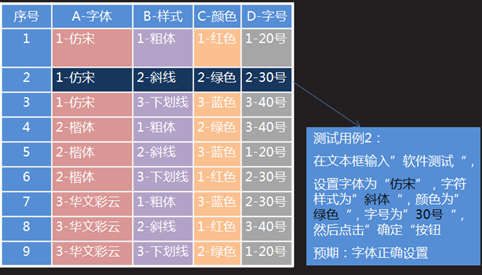 序号 A-字体 B-样式 C-颜色 D-字号
1 1-仿宋 1-粗体 1-红色 1-20号
2 1-仿宋 2-斜线 2-绿色 2-30号
3 1-仿宋 3-下划线 3-蓝色 3-40号
4 2-楷体 1-粗体 2-绿色 3-40号
5 2-楷体 2-斜线 3-蓝色 1-20号
6 2-楷体 3-下划线 1-红色 2-30号
7 3-华文彩云 1-粗体 3-蓝色 2-30号
8 3-华文彩云 2-斜线 1-红色 3-40号
9 3-华文彩云 3-下划线 2-绿色 1-20号
测试用例2：
在文本框输入”软件测试“，
设置字体为”仿宋”，字符
样式为”斜体“，颜色为”
绿色“，字号为”30号“，
然后点击”确定“按钮
预期：字体正确设置